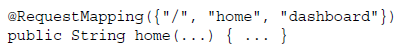 @RequestMapping({"/", "home", "dashboard"})
public String home(...) { ... }